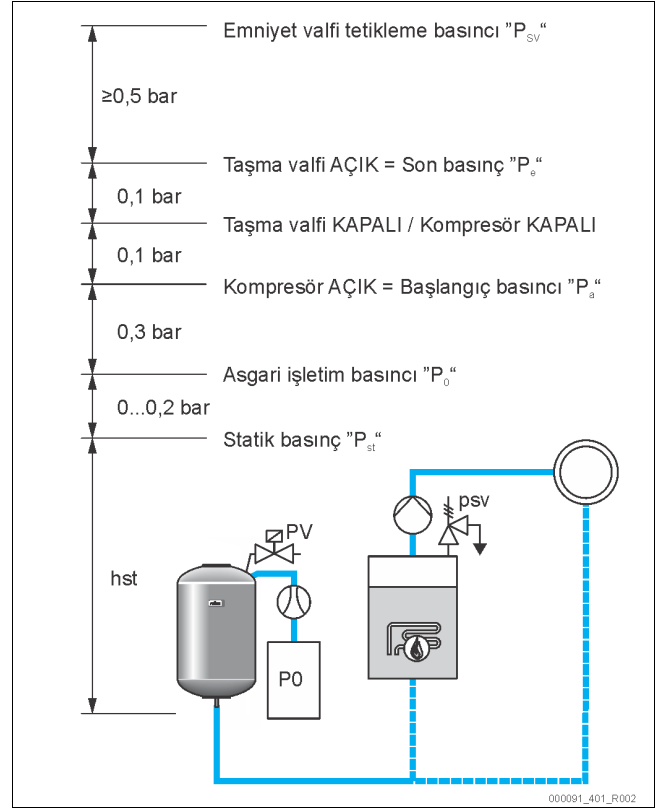 Emniyet valfi tetikleme basıncı ”Psv“
≥0,5 bar
Taşma valfi AÇIK = Son basınç ”Pe“
0,1 bar
Taşma valfi KAPALI / Kompresör KAPALI
0,1 bar
Kompresör AÇIK = Başlangıç basıncı ”Pa“
0,3 bar
Asgari işletim basıncı ”P0“
0...0,2 bar
Statik basınç ”Pst“
psv
PV
hst
P0
000091_401_R002